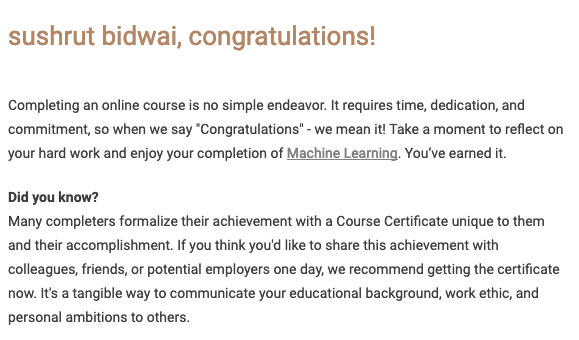 sushrut bidwai, congratulations!
Completing an online course is no simple endeavor. It requires time, dedication, and
commitment, so when we say "Congratulations" - we mean it! Take a moment to reflect on
your hard work and enjoy your completion of Machine Learning. You’ve earned it.
Did you know?
Many completers formalize their achievement with a Course Certificate unique to them
and their accomplishment. If you think you'd like to share this achievement with
colleagues, friends, or potential employers one day, we recommend getting the certificate
now. It's a tangible way to communicate your educational background, work ethic, and
personal ambitions to others.